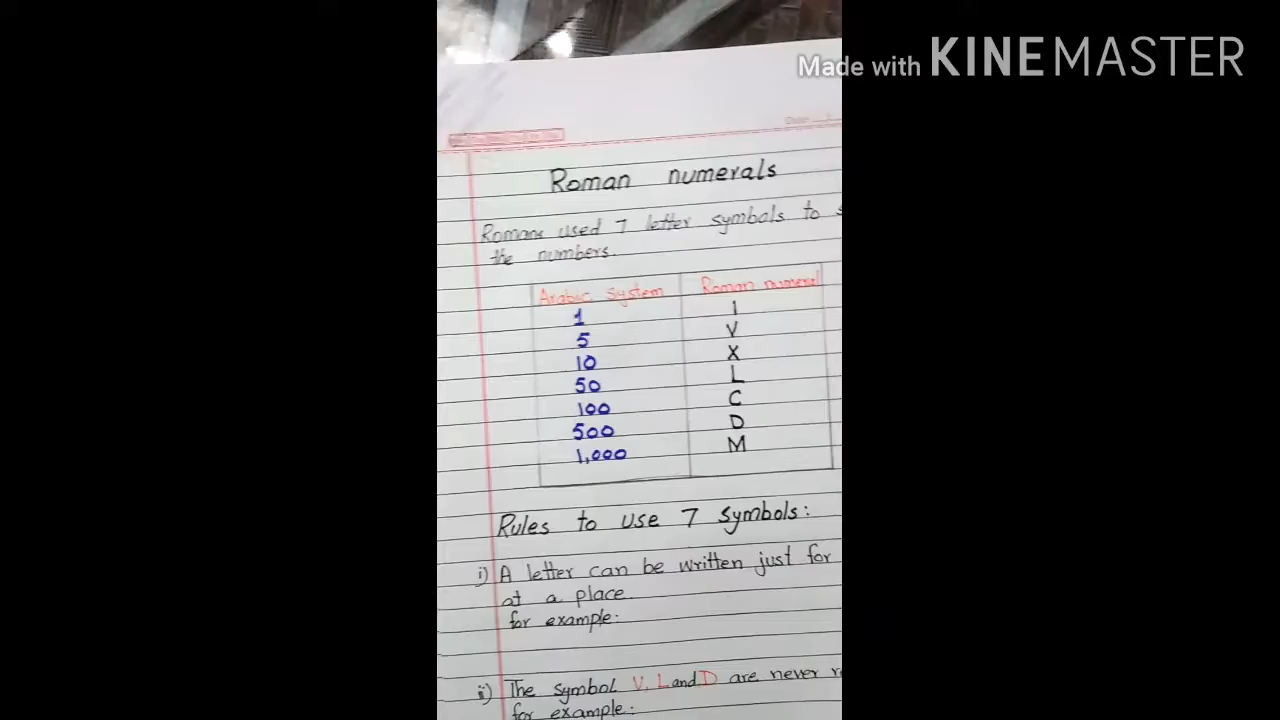 Made with KINEMASTER
Roman numerals
Romans used 7 letter symbols to s
the numbers.
Arabic system Roman numeral
1 I
5 V
10 X
50 L
100 C
500 D
1,000 M
Rules to use 7 symbols:
i) A letter can be written just for
at a place.
for example:
ii) The symbol V, L and D are never r
for example: